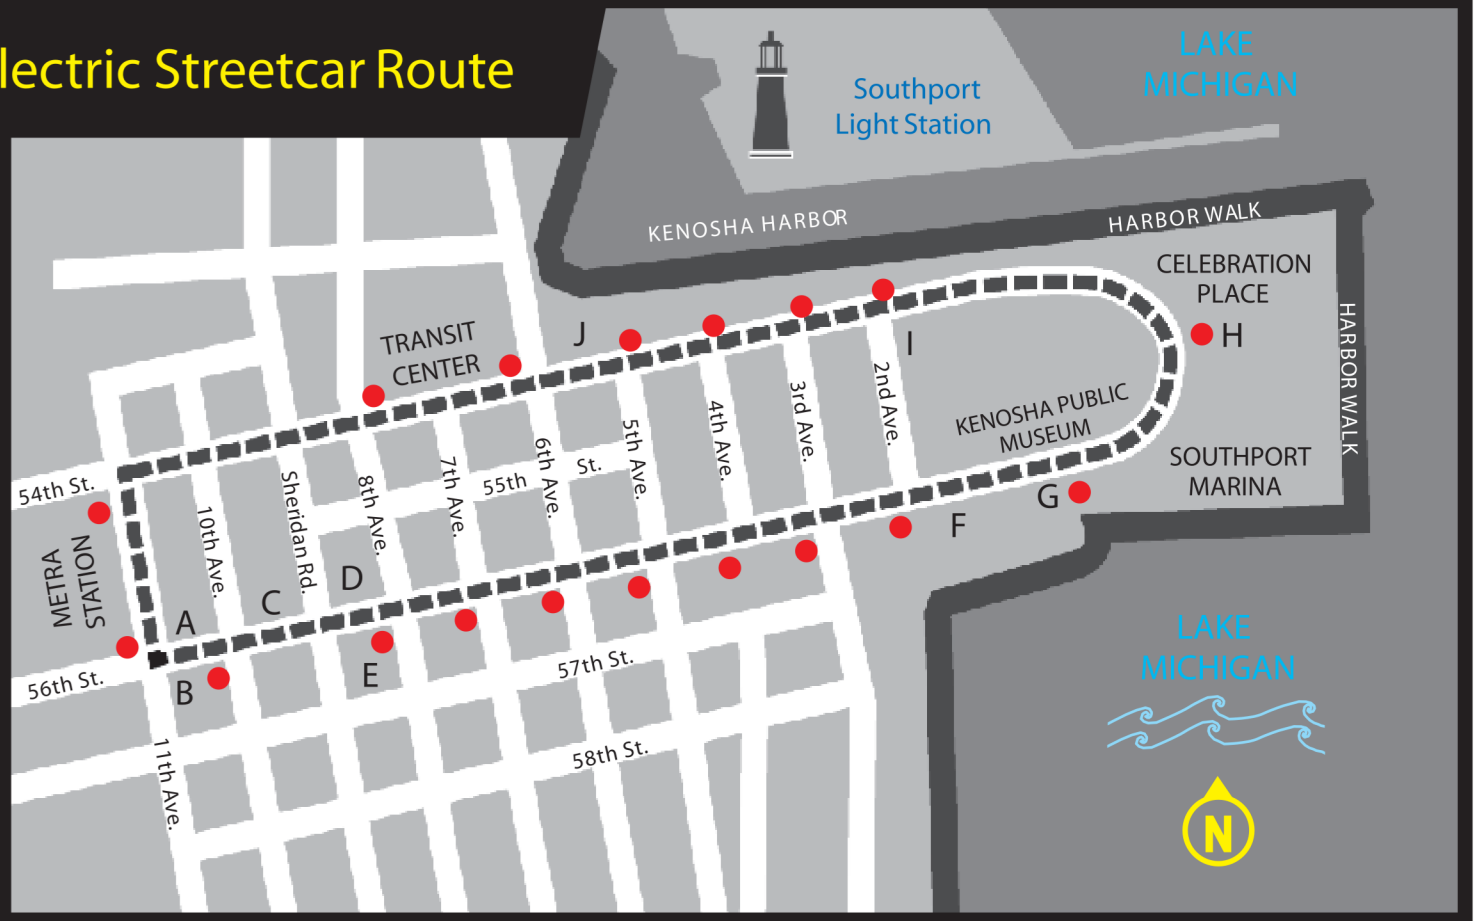 lectric Streetcar Route
LAKE
MICHIGAN
Southport
Light Station
KENOSHA HARBOR
HARBOR WALK
CELEBRATION
PLACE
HARBOR WALK
TRANSIT
CENTER
J
I
H
2nd Ave.
3rd Ave.
4th Ave.
5th Ave.
6th Ave.
7th Ave.
8th Ave.
Sheridan Rd.
10th Ave.
KENOSHA PUBLIC
MUSEUM
SOUTHPORT
MARINA
54th St.
55th St.
G
F
METRA
STATION
A
C
D
E
B
56th St.
57th St.
58th St.
11th Ave.
LAKE
MICHIGAN
N